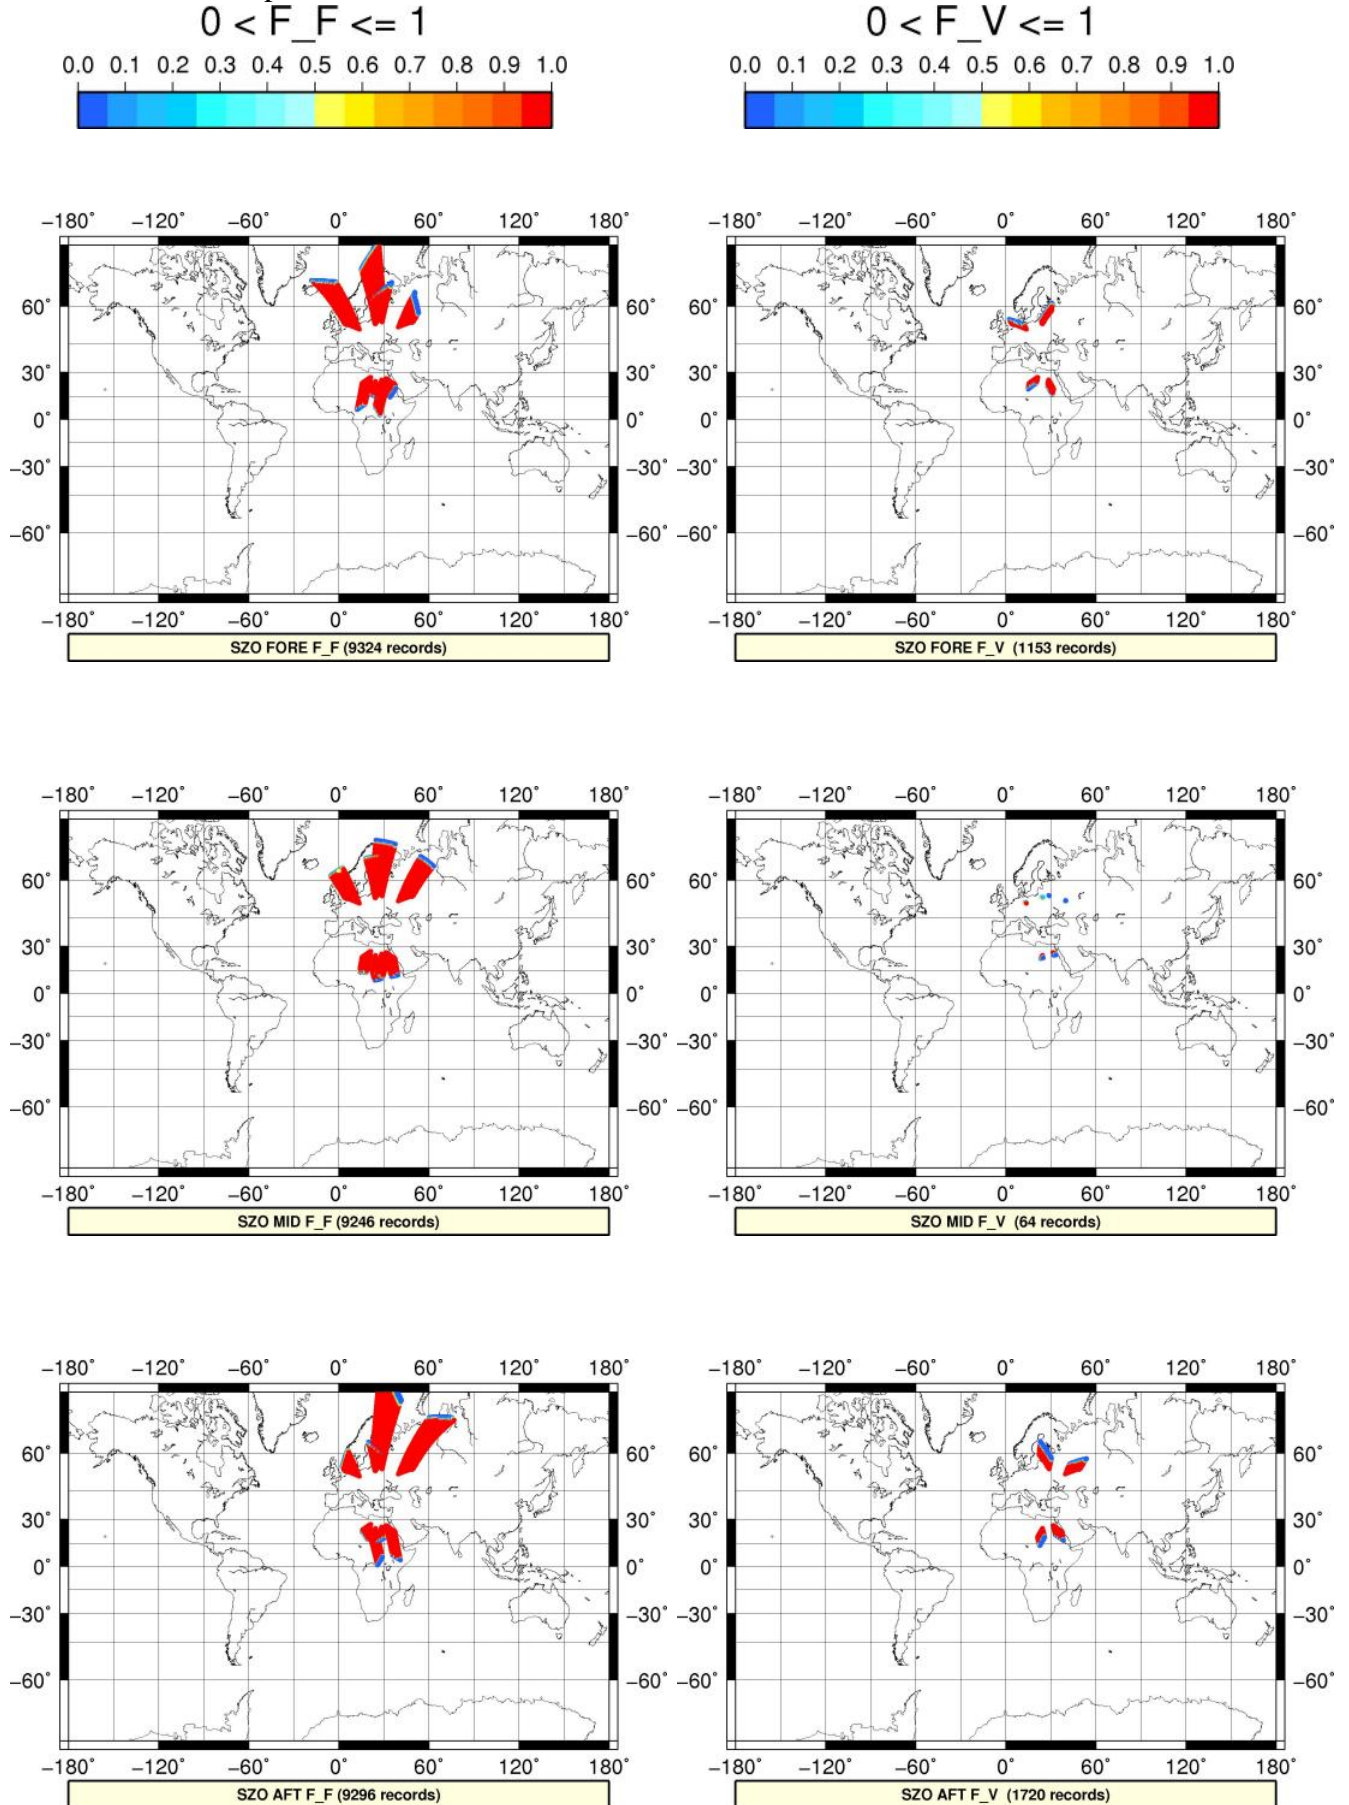 0 < F_F <= 1
0 < F_V <= 1
0.0 0.1 0.2 0.3 0.4 0.5 0.6 0.7 0.8 0.9 1.0
0.0 0.1 0.2 0.3 0.4 0.5 0.6 0.7 0.8 0.9 1.0
−180° −120° −60° 0° 60° 120° 180°
−180° −120° −60° 0° 60° 120° 180°
60° 60° 60°
30° 30° 30°
0° 0° 0°
−30° −30° −30° −30°
−60° −60° −60° −60°
−180° −120° −60° 0° 60° 120° 180°
−180° −120° −60° 0° 60° 120° 180°
SZO FORE F_F (9324 records)
SZO FORE F_V (1153 records)
−180° −120° −60° 0° 60° 120° 180°
−180° −120° −60° 0° 60° 120° 180°
60° 60° 60°
30° 30° 30°
0° 0° 0°
−30° −30° −30° −30°
−60° −60° −60° −60°
−180° −120° −60° 0° 60° 120° 180°
−180° −120° −60° 0° 60° 120° 180°
SZO MID F_F (9246 records)
SZO MID F_V (64 records)
−180° −120° −60° 0° 60° 120° 180°
−180° −120° −60° 0° 60° 120° 180°
60° 60° 60°
30° 30° 30°
0° 0° 0°
−30° −30° −30° −30°
−60° −60° −60° −60°
−180° −120° −60° 0° 60° 120° 180°
−180° −120° −60° 0° 60° 120° 180°
SZO AFT F_F (9296 records)
SZO AFT F_V (1720 records)